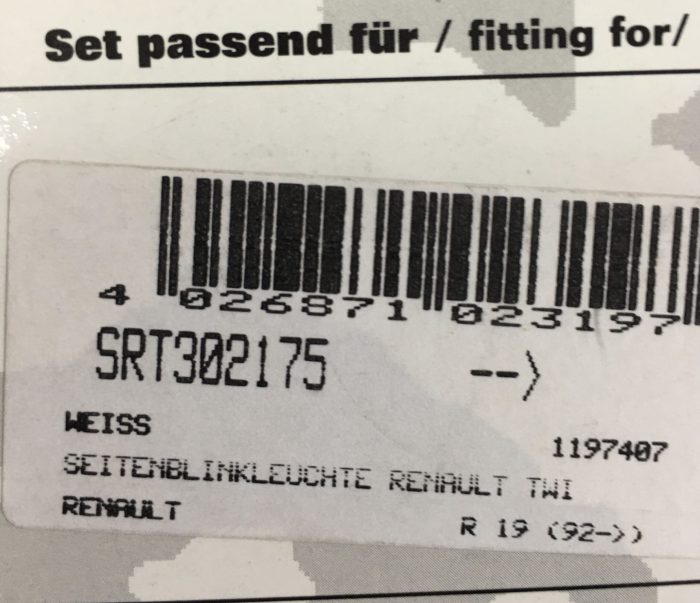 Set passend für / fitting for/
4 026871 023197
SRT302175 -->
WEISS
1197407
SEITENBLINKLEUCHTE RENAULT TWI
RENAULT R 19 (92->)